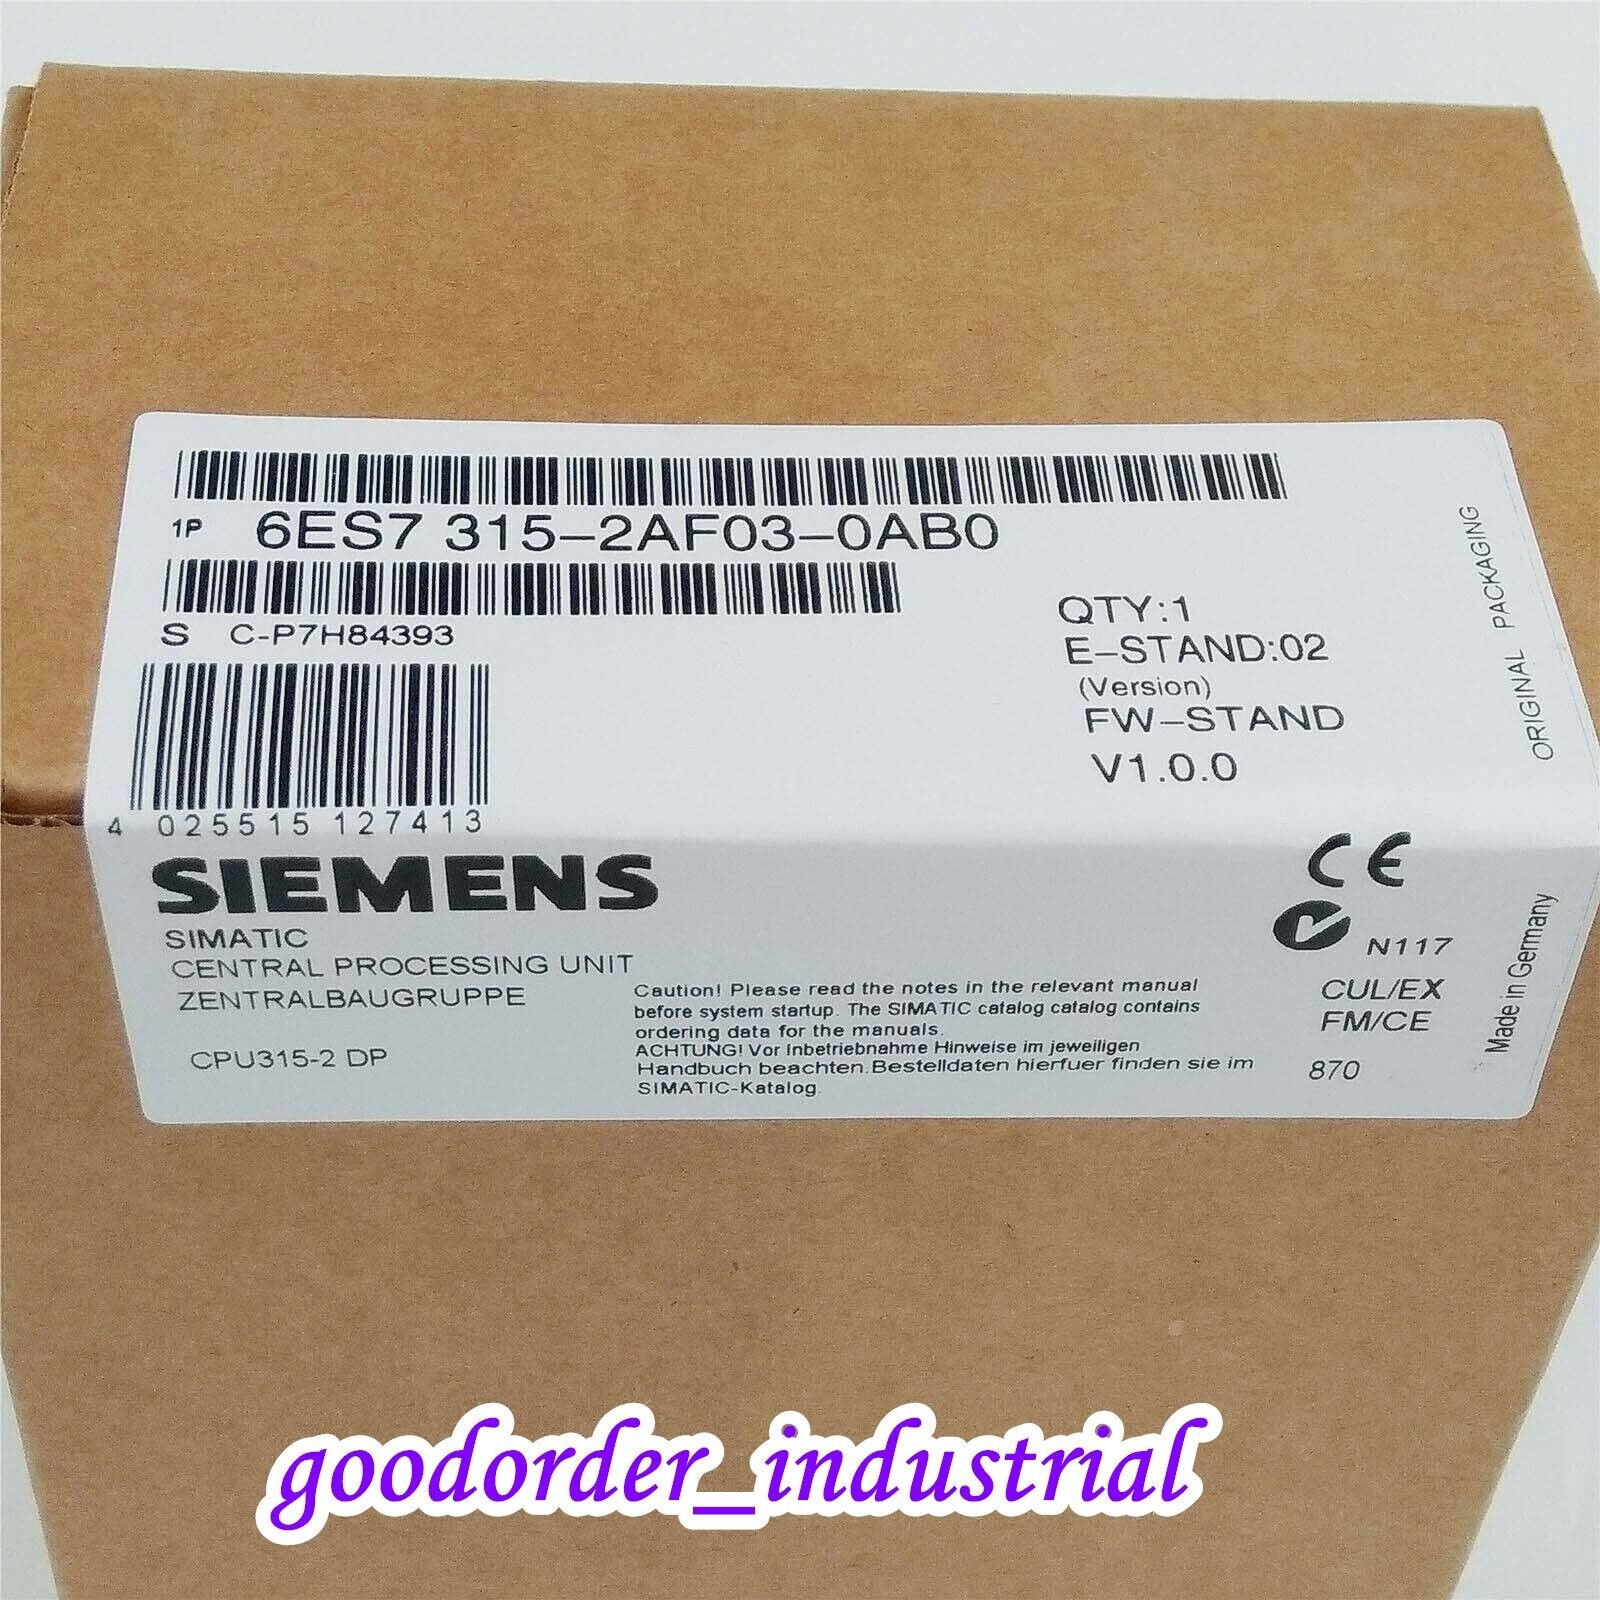 1P 6ES7 315-2AF03-0AB0
S C-P7H84393
QTY:1
E-STAND:02
(Version)
FW-STAND
V1.0.0
ORIGINAL PACKAGING
4 025515 127413
SIEMENS
SIMATIC
CENTRAL PROCESSING UNIT
ZENTRALBAUGRUPPE
CPU315-2 DP
Caution! Please read the notes in the relevant manual
before system startup. The SIMATIC catalog catalog contains
ordering data for the manuals.
ACHTUNG! Vor Inbetriebnahme Hinweise im jeweiligen
Handbuch beachten.Bestelldaten hierfuer finden sie im
SIMATIC-Katalog.
CE
N117
CUL/EX
FM/CE
870
Made in Germany
goodorder_industrial